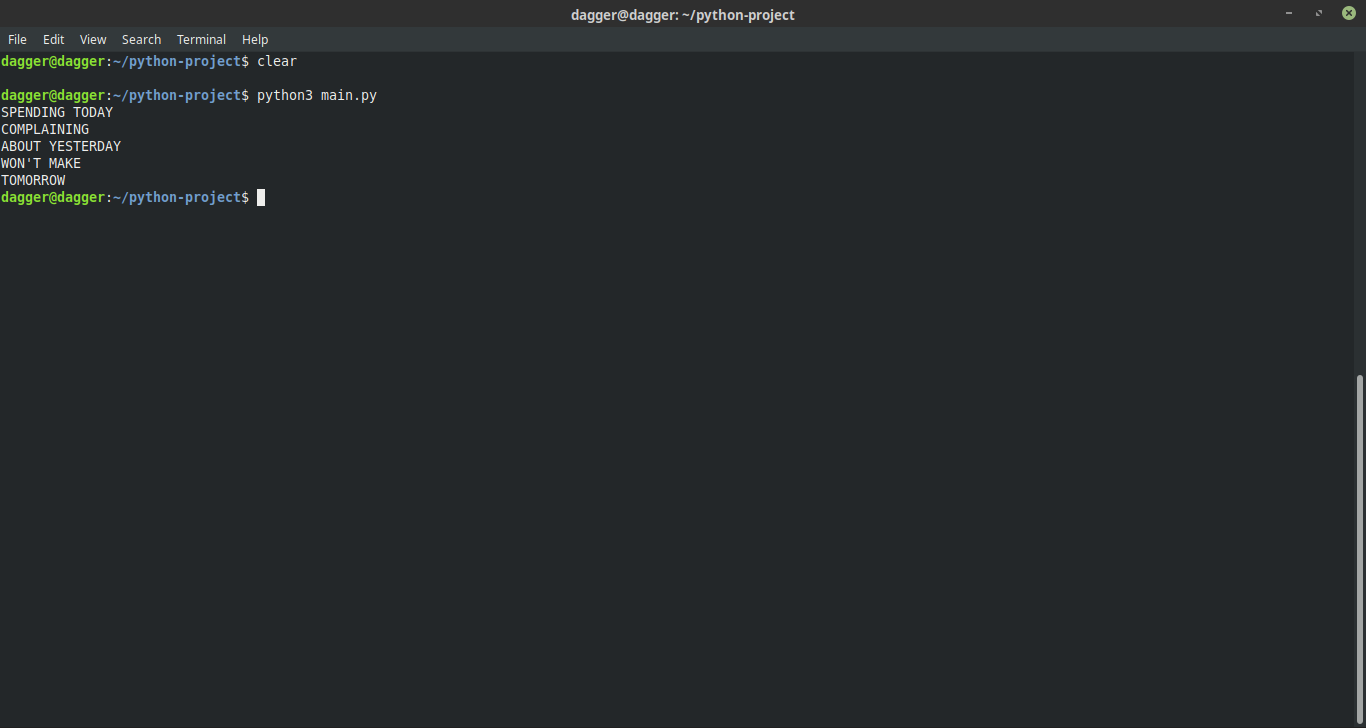 dagger@dagger: ~/python-project
File Edit View Search Terminal Help
dagger@dagger:~/python-project$ clear
dagger@dagger:~/python-project$ python3 main.py
SPENDING TODAY
COMPLAINING
ABOUT YESTERDAY
WON'T MAKE
TOMORROW
dagger@dagger:~/python-project$